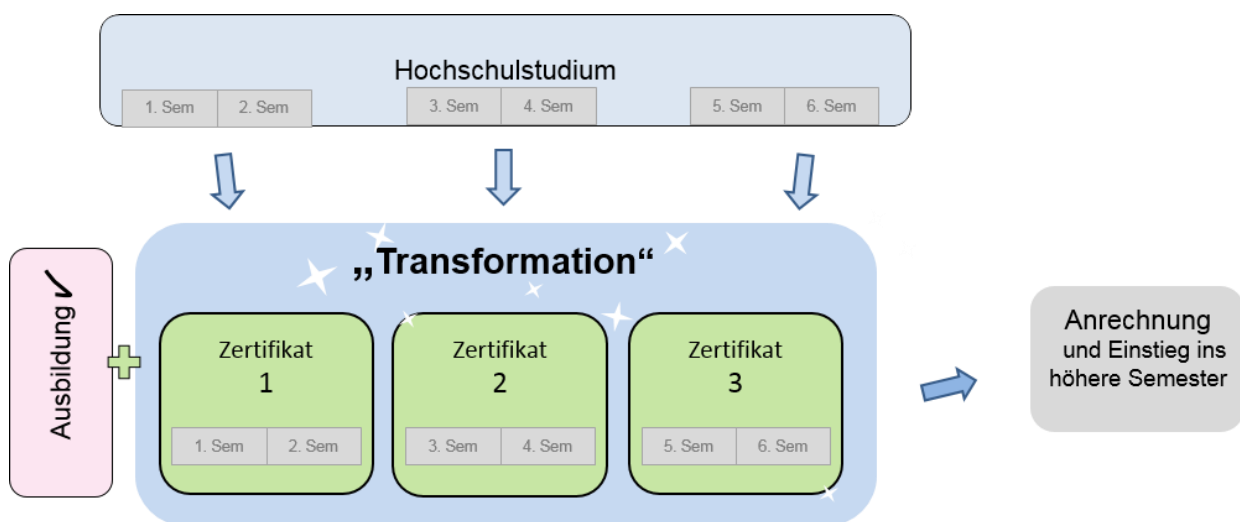 Hochschulstudium
1. Sem 2. Sem 3. Sem 4. Sem 5. Sem 6. Sem
„Transformation“
Ausbildung
Zertifikat
1
1. Sem 2. Sem
Zertifikat
2
3. Sem 4. Sem
Zertifikat
3
5. Sem 6. Sem
Anrechnung
und Einstieg ins
höhere Semester